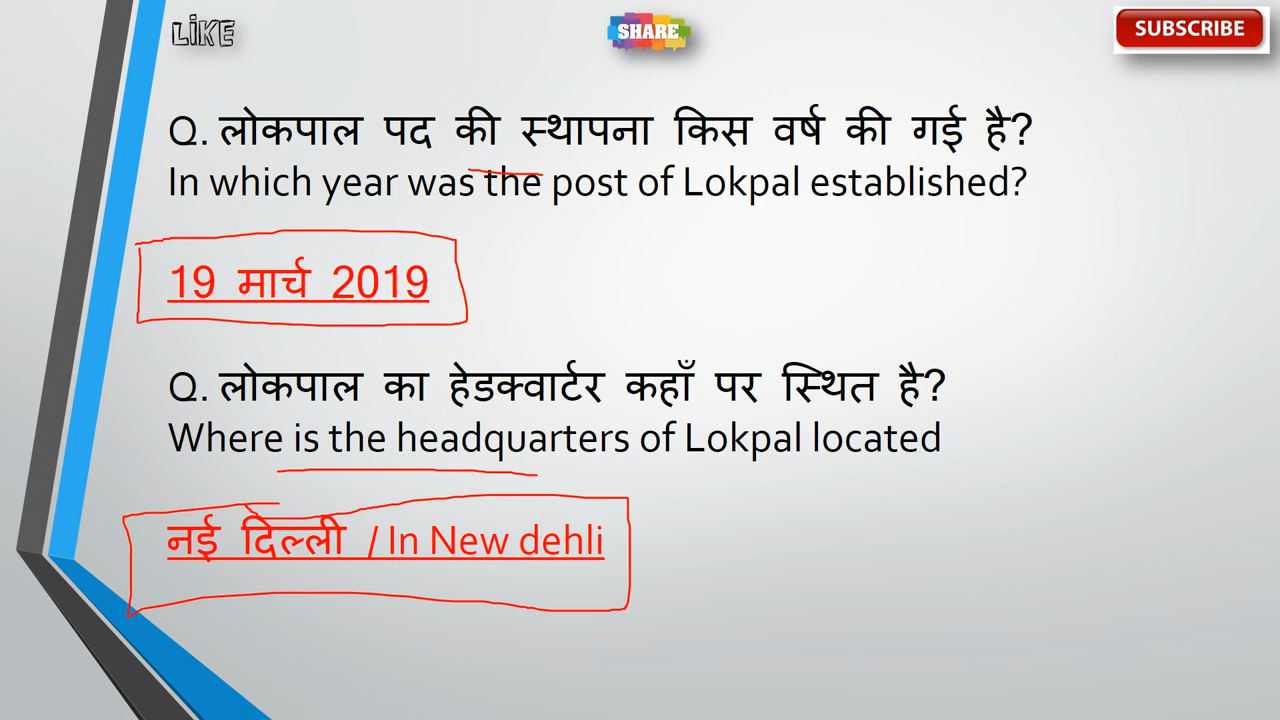 LIKE
SHARE
SUBSCRIBE
Q. लोकपाल पद की स्थापना किस वर्ष की गई है?
In which year was the post of Lokpal established?
19 मार्च 2019
Q. लोकपाल का हेडक्वार्टर कहाँ पर स्थित है?
Where is the headquarters of Lokpal located
नई दिल्ली / In New dehli